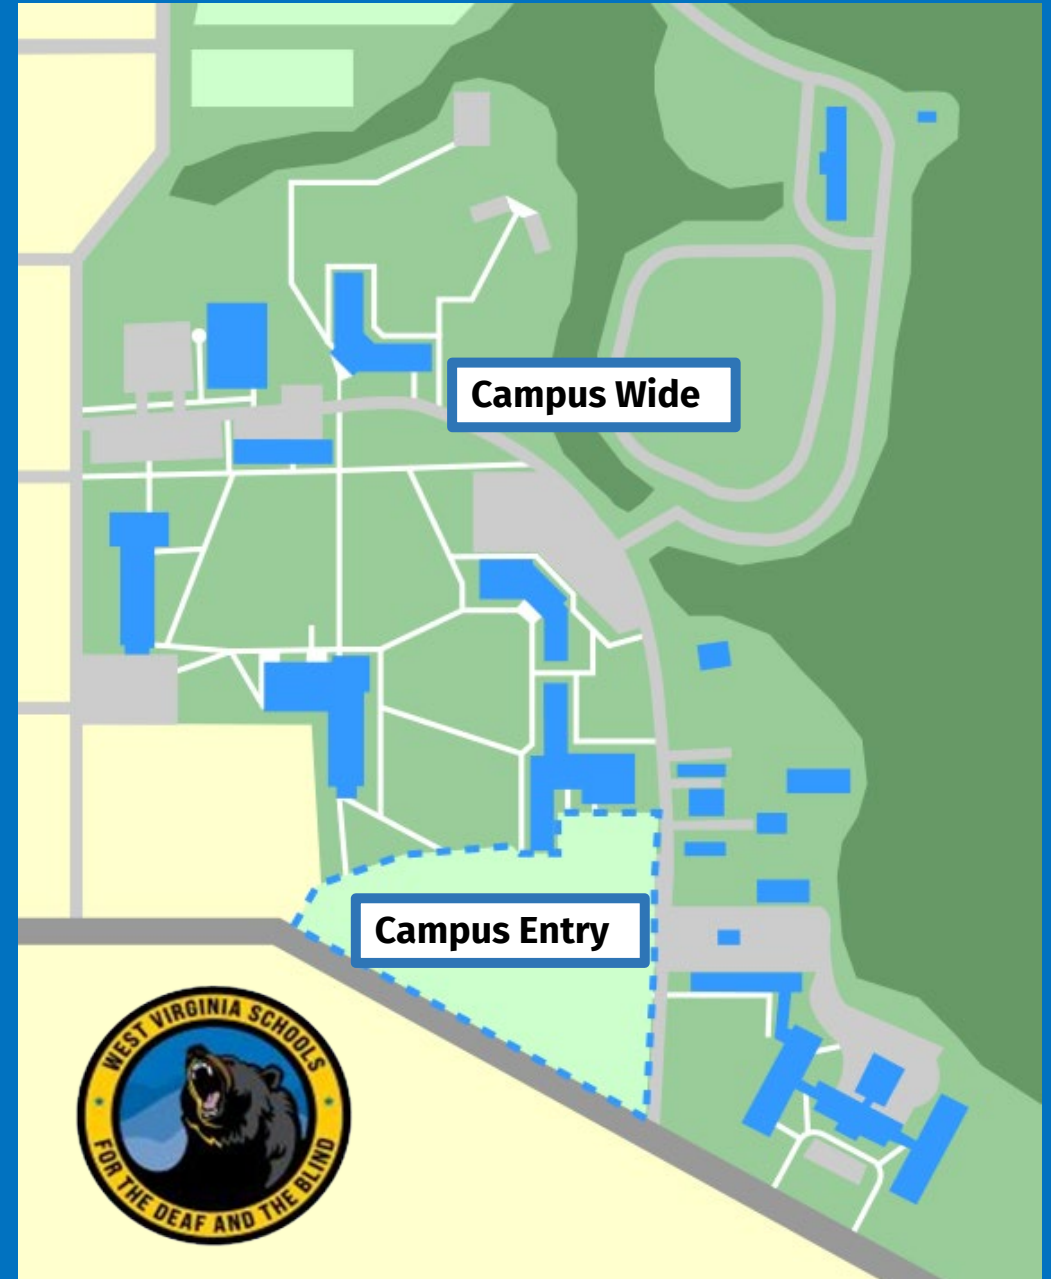 Campus Wide
Campus Entry
WEST VIRGINIA SCHOOLS
FOR THE DEAF AND THE BLIND